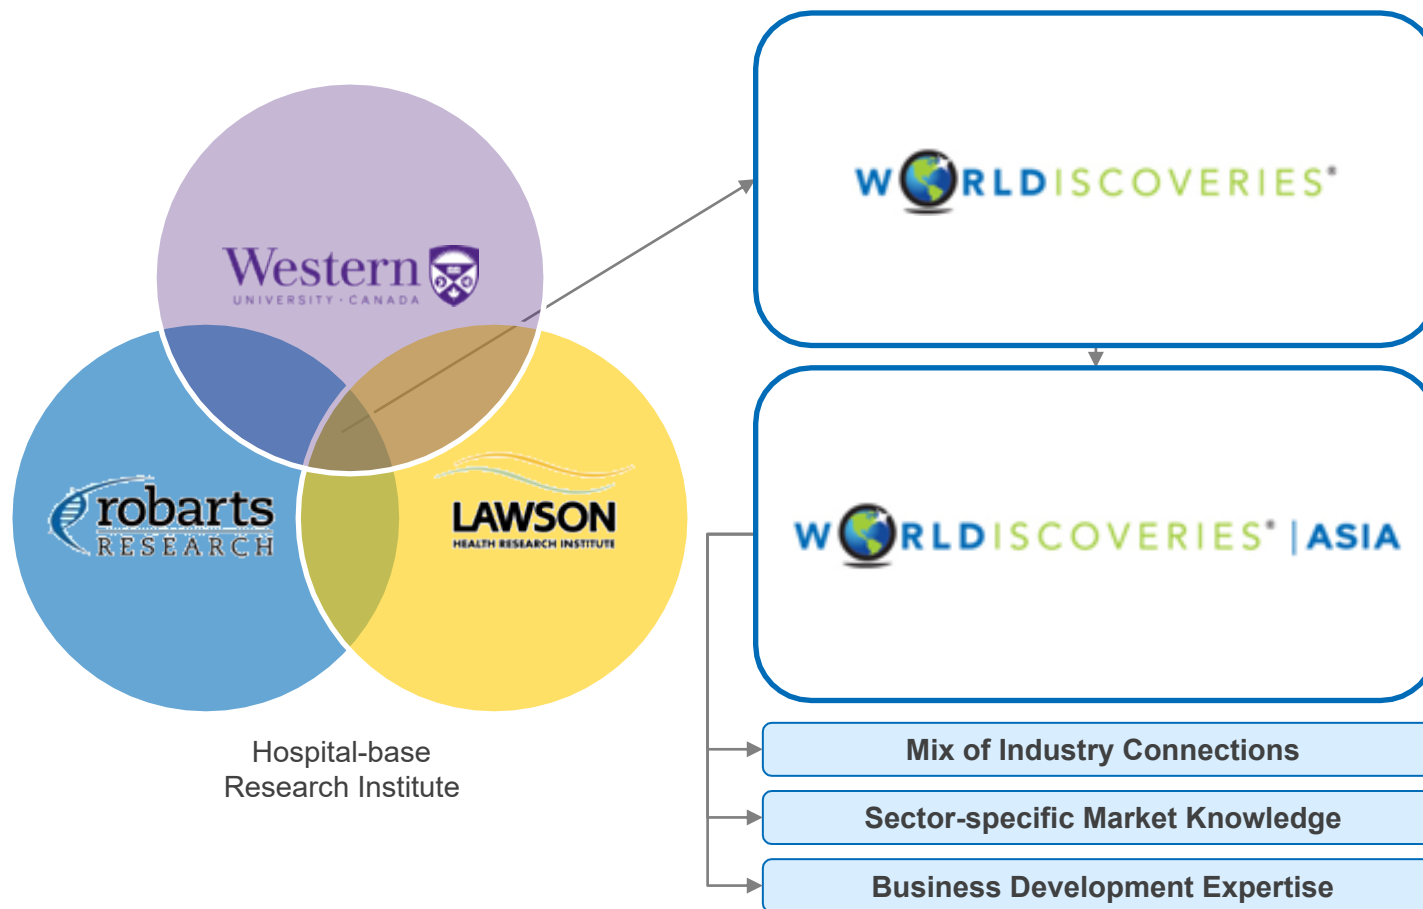 Western
UNIVERSITY · CANADA
robarts
RESEARCH
LAWSON
HEALTH RESEARCH INSTITUTE
Hospital-base
Research Institute
WORLDISCOVERIES®
WORLDISCOVERIES® | ASIA
Mix of Industry Connections
Sector-specific Market Knowledge
Business Development Expertise